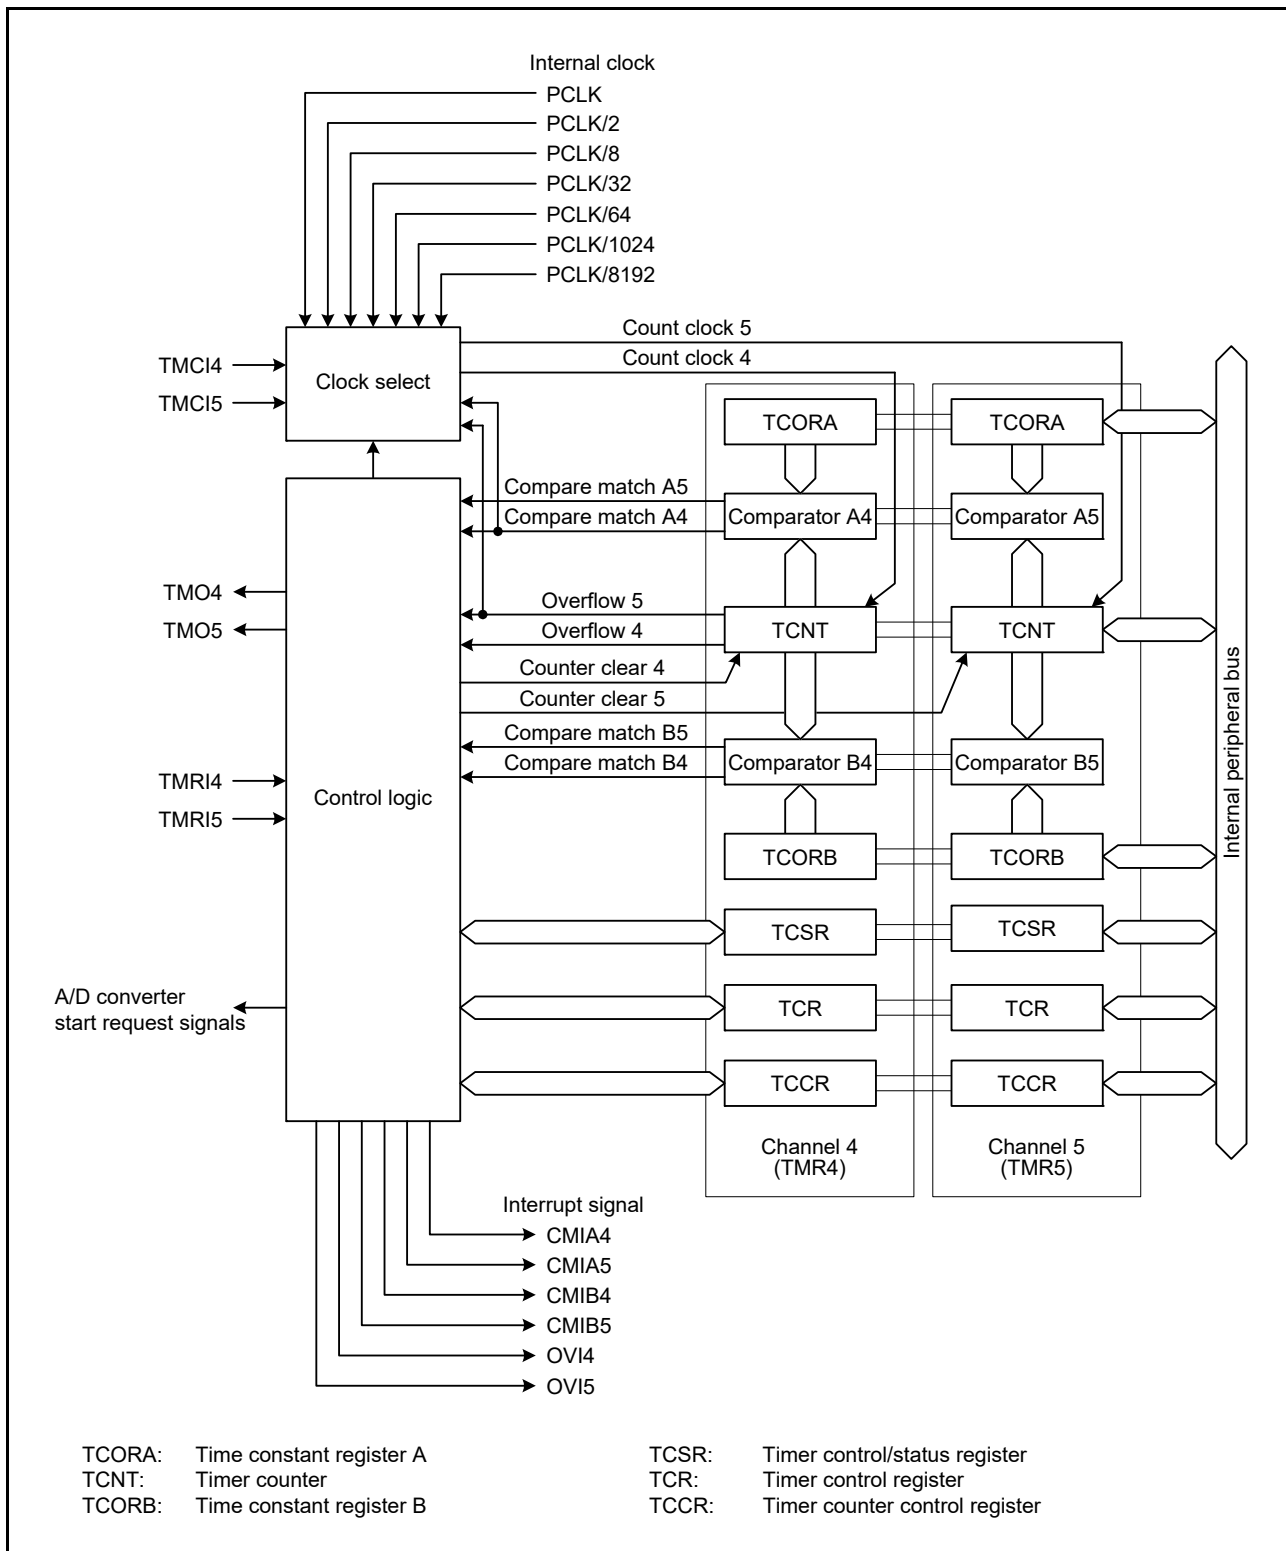 Internal clock
PCLK
PCLK/2
PCLK/8
PCLK/32
PCLK/64
PCLK/1024
PCLK/8192
Count clock 5
Count clock 4
TMCI4
TMCI5
Clock select
TCORA
TCORA
Compare match A5
Compare match A4
Comparator A4
Comparator A5
TMO4
TMO5
Overflow 5
Overflow 4
TCNT
TCNT
Counter clear 4
Counter clear 5
Compare match B5
Compare match B4
Comparator B4
Comparator B5
TMRI4
TMRI5
Control logic
Internal peripheral bus
TCORB
TCORB
TCSR
TCSR
A/D converter
start request signals
TCR
TCR
TCCR
TCCR
Channel 4
(TMR4)
Channel 5
(TMR5)
Interrupt signal
CMIA4
CMIA5
CMIB4
CMIB5
OVI4
OVI5
TCORA: Time constant register A
TCNT: Timer counter
TCORB: Time constant register B
TCSR: Timer control/status register
TCR: Timer control register
TCCR: Timer counter control register